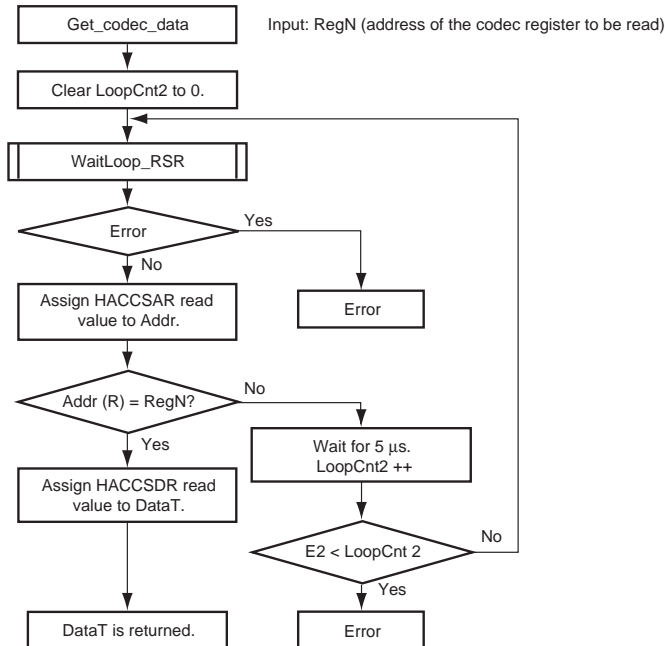 Get_codec_data
Input: RegN (address of the codec register to be read)
Clear LoopCnt2 to 0.
WaitLoop_RSR
Error
Yes
No
Error
Assign HACCSAR read
value to Addr.
Addr (R) = RegN?
No
Yes
Wait for 5 µs.
LoopCnt2 ++
Assign HACCSDR read
value to DataT.
E2 < LoopCnt 2
No
Yes
DataT is returned.
Error